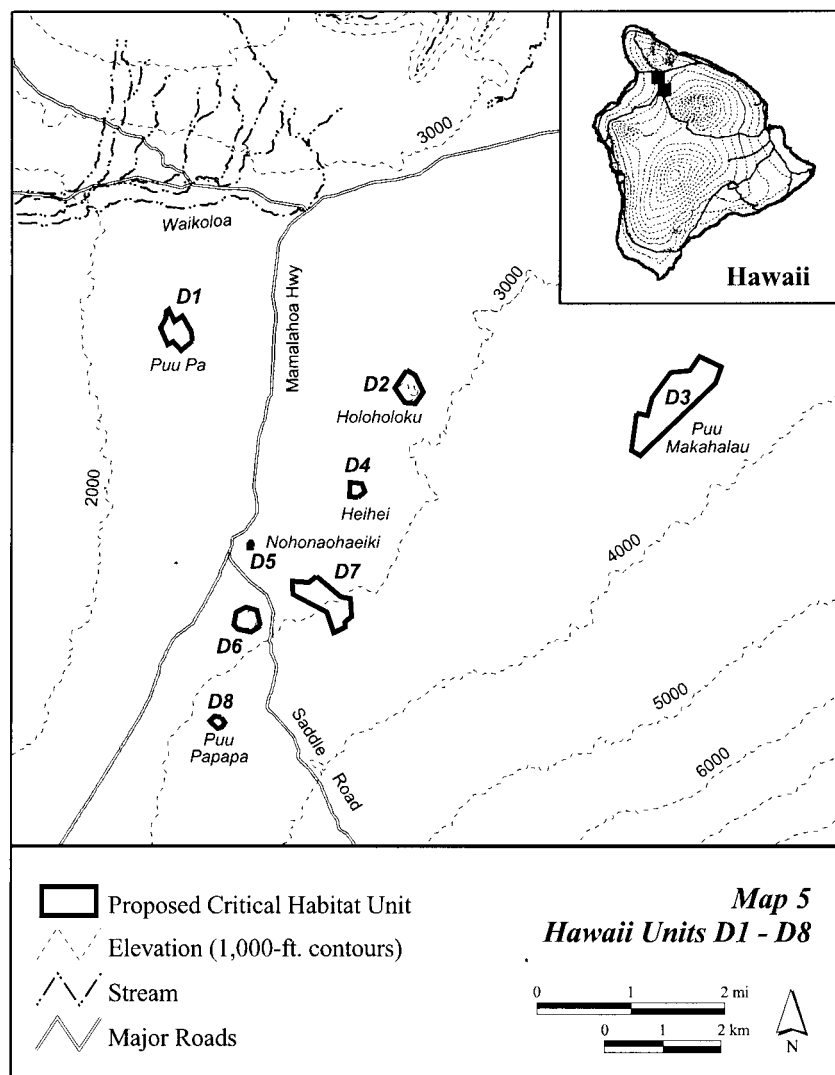 Hawaii
3000
Waikoloa
D1
Puu Pa
Mamalahoa Hwy
3000
D2
Holoholoku
D3
Puu
Makahalau
2000
D4
Heihei
4000
Nohonaohaeiki
D5
D7
D6
D8
Puu
Papapa
Saddle
Road
5000
6000
Proposed Critical Habitat Unit
Elevation (1,000-ft. contours)
Stream
Major Roads
Map 5
Hawaii Units D1 - D8
0 1 2 mi
0 1 2 km
N